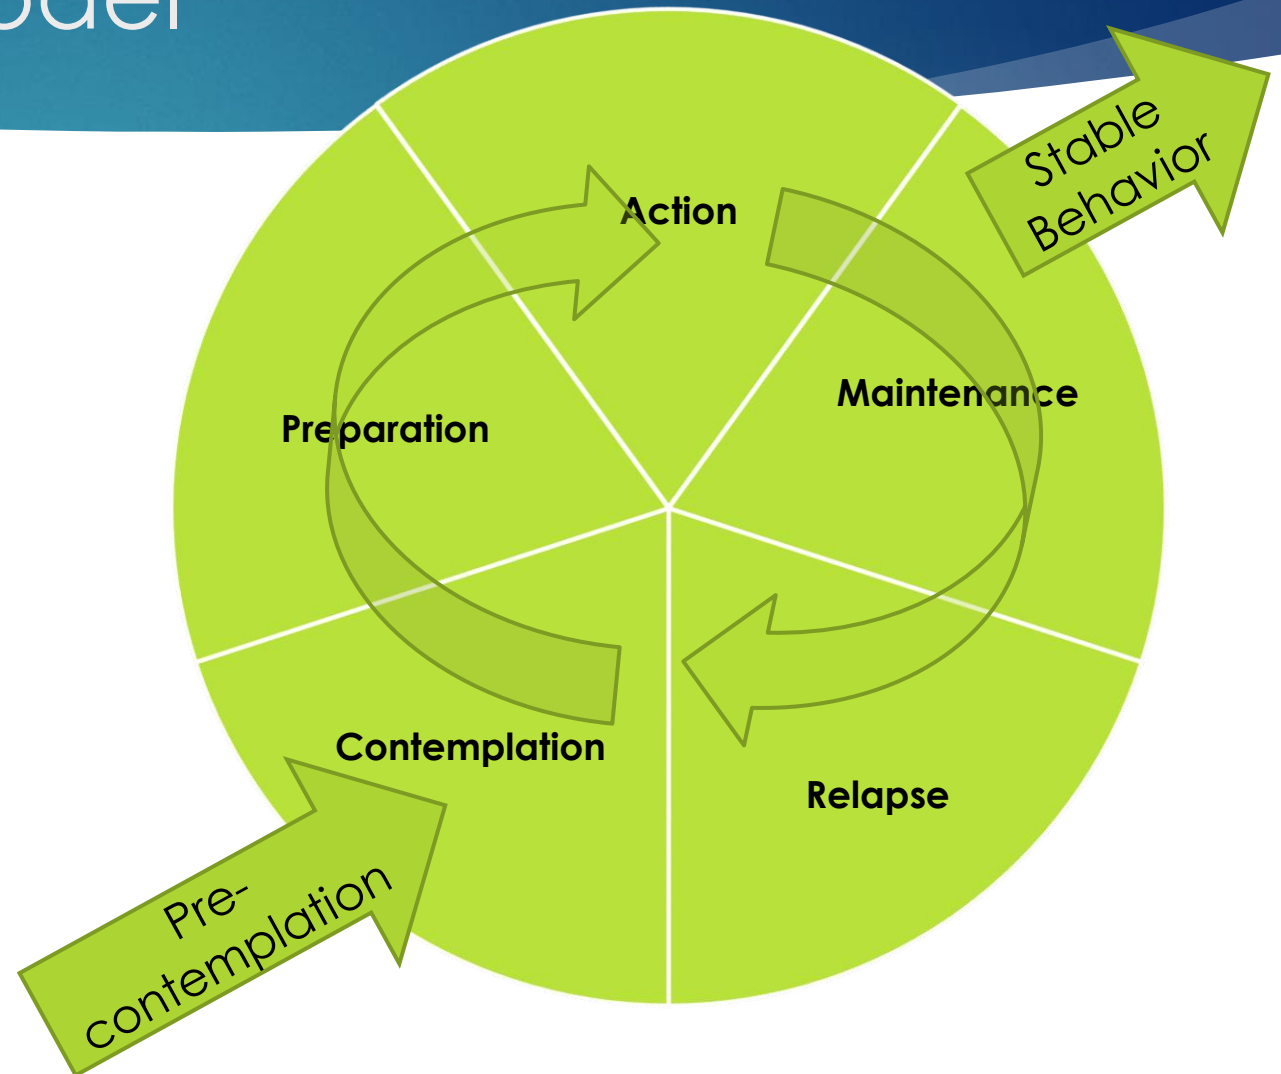 Action
Stable
Behavior
Maintenance
Preparation
Contemplation
Relapse
Pre-
contemplation